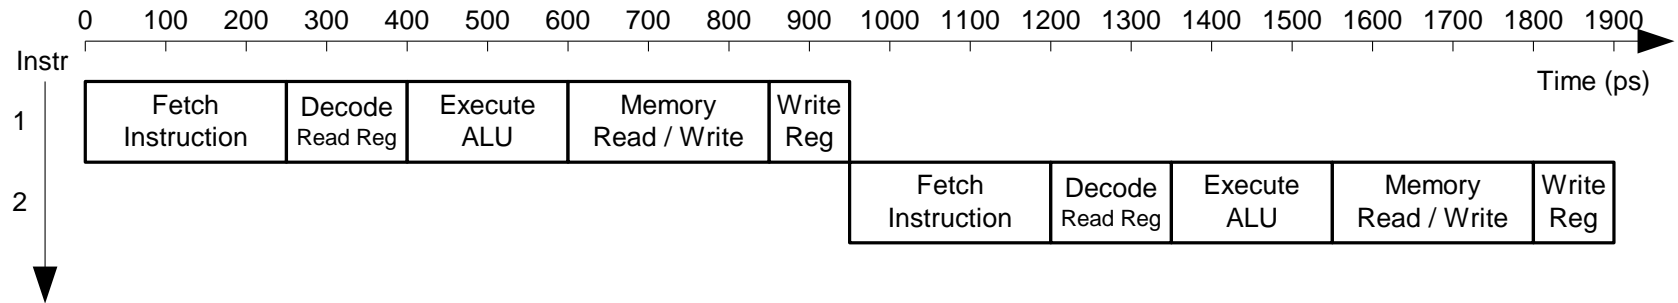 0 100 200 300 400 500 600 700 800 900 1000 1100 1200 1300 1400 1500 1600 1700 1800 1900
Instr
Time (ps)
1
Fetch
Instruction
Decode
Read Reg
Execute
ALU
Memory
Read / Write
Write
Reg
2
Fetch
Instruction
Decode
Read Reg
Execute
ALU
Memory
Read / Write
Write
Reg